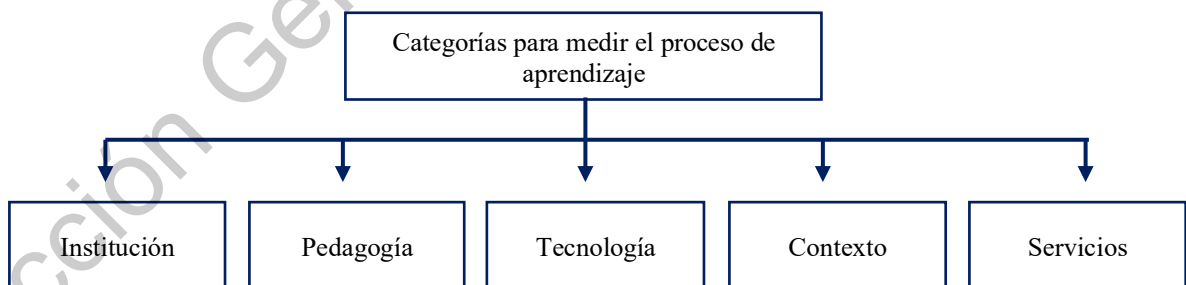 Categorías para medir el proceso de
aprendizaje
Institución
Pedagogía
Tecnología
Contexto
Servicios